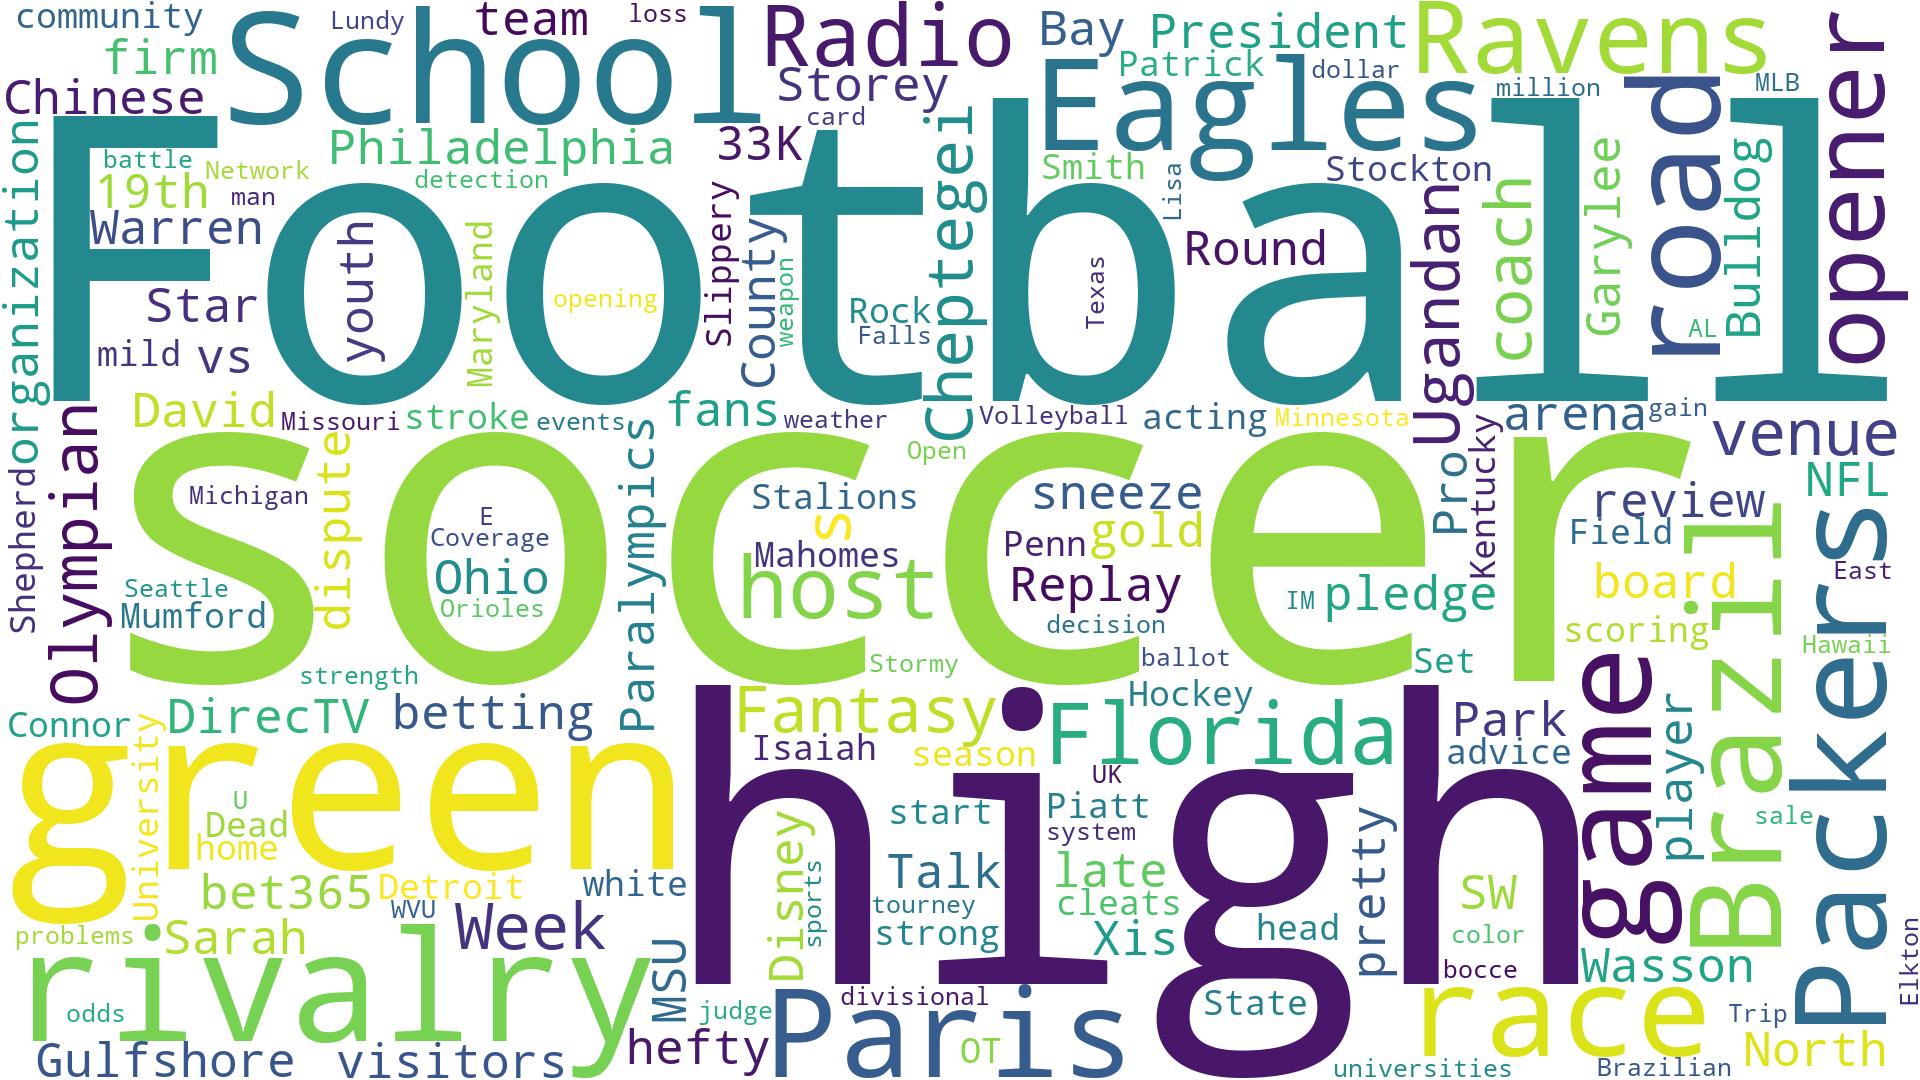 community
Lundy
team
loss
Radio
Bay
President
Ravens
opener
firm
School
Storey
Eagles
Patrick
dollar
road
MLB
Chinese
card
million
organization
Football
battle
Network
Philadelphia
33K
Cheptegei
Smith
Lisa
Stockton
Garylee
Bulldog
19th
man
detection
Slippery
Ugandan
coach
Warren
youth
Maryland
County
weapon
Round
Star
opening
Rock
Falls
Texas
AL
mild
vs
David
Missouri
stroke
events
fans
weather
Volleyball
acting
Minnesota
arena
gain
venue
Olympian
soccer
dispute
Paralympics
Open
Pro
Kentucky
NFL
Shepherd
Michigan
Stalions
sneeze
review
Packers
E
Coverage
s
gold
Field
Brazil
Ohio
Mahomes
Penn
East
Seattle
Orioles
host
Replay
IM
pledge
board
Mumford
decision
scoring
Hawaii
strength
Stormy
ballot
Set
game
Connor
University
DirecTV
betting
Fantasy
high
Florida
Hockey
Park
player
green
Isaiah
season
UK
advice
U
Dead
home
Disney
sports
start
Piatt
system
pretty
sale
bet365
Detroit
white
Talk
late
SW
WVU
Week
tourney
cleats
problems
Sarah
MSU
strong
Xis
head
color
rivalry
bocce
Wasson
Elkton
odds
judge
divisional
Paris
State
race
Trip
Gulfshore
visitors
hefty
OT
universities
Brazilian
North